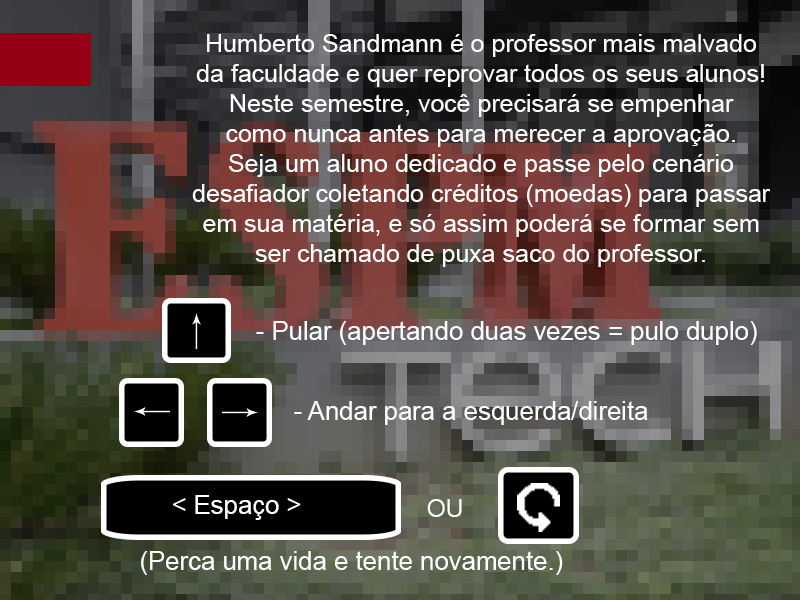 Humberto Sandmann é o professor mais malvado
da faculdade e quer reprovar todos os seus alunos!
Neste semestre, você precisará se empenhar
como nunca antes para merecer a aprovação.
Seja um aluno dedicado e passe pelo cenário
desafiador coletando créditos (moedas) para passar
em sua matéria, e só assim poderá se formar sem
ser chamado de puxa saco do professor.
ESPM
TECH
↑ - Pular (apertando duas vezes = pulo duplo)
← → - Andar para a esquerda/direita
< Espaço > OU
(Perca uma vida e tente novamente.)